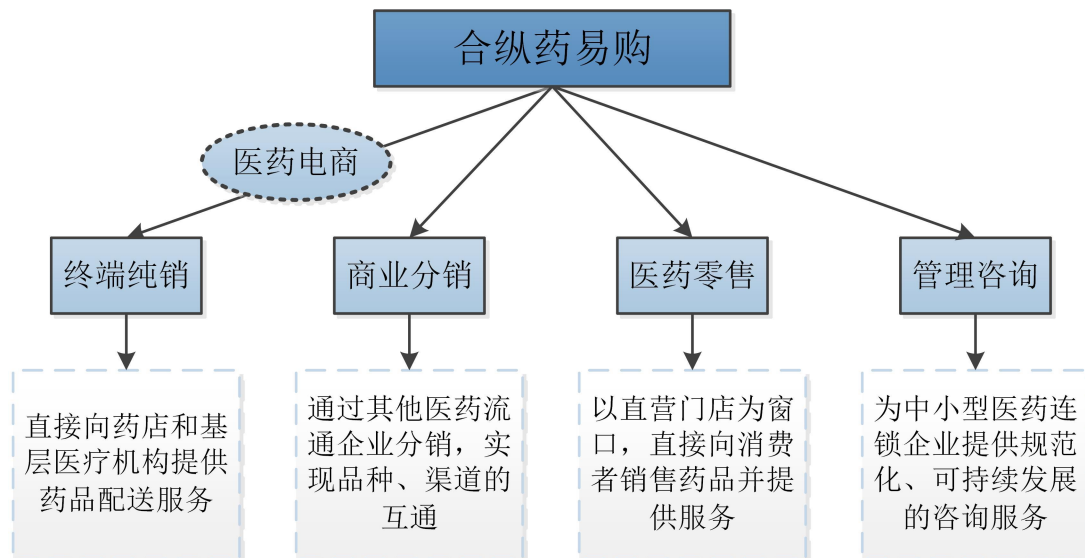 合纵药易购
医药电商
终端纯销
商业分销
医药零售
管理咨询
直接向药店和基
层医疗机构提供
药品配送服务
通过其他医药流
通企业分销，实
现品种、渠道的
互通
以直营门店为窗
口，直接向消费
者销售药品并提
供服务
为中小型医药连
锁企业提供规范
化、可持续发展
的咨询服务